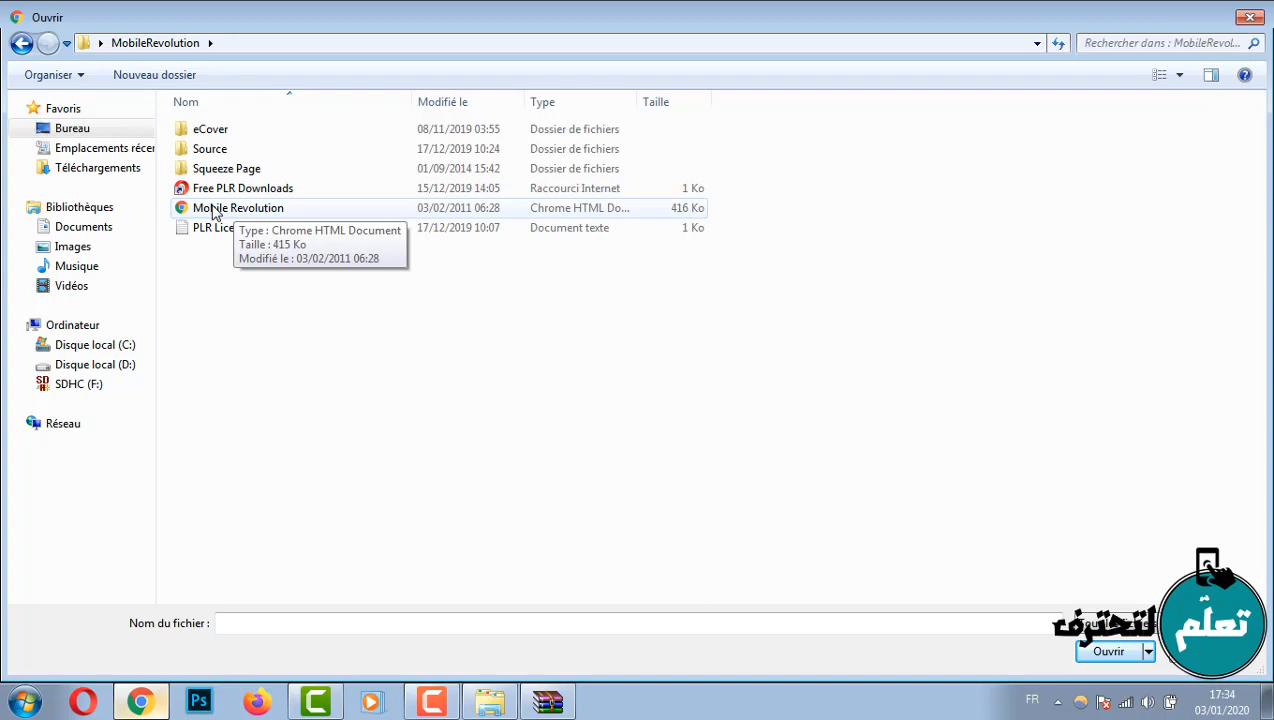 Ouvrir
MobileRevolution
Rechercher dans : MobileRevol...
Organiser
Nouveau dossier
Nom
Modifié le
Type
Taille
Favoris
Bureau
Emplacements récer
Téléchargements
Bibliothèques
Documents
Images
Musique
Vidéos
Ordinateur
Disque local (C:)
Disque local (D:)
SDHC (F:)
Réseau
eCover 08/11/2019 03:55 Dossier de fichiers
Source 17/12/2019 10:24 Dossier de fichiers
Squeeze Page 01/09/2014 15:42 Dossier de fichiers
Free PLR Downloads 15/12/2019 14:05 Raccourci Internet 1 Ko
Mobile Revolution 03/02/2011 06:28 Chrome HTML Do... 416 Ko
PLR Lice 17/12/2019 10:07 Document texte 1 Ko
Type : Chrome HTML Document
Taille : 415 Ko
Modifié le : 03/02/2011 06:28
Nom du fichier :
Ouvrir
تعلّم لتحترف
SD
Ps
FR
17:34
03/01/2020